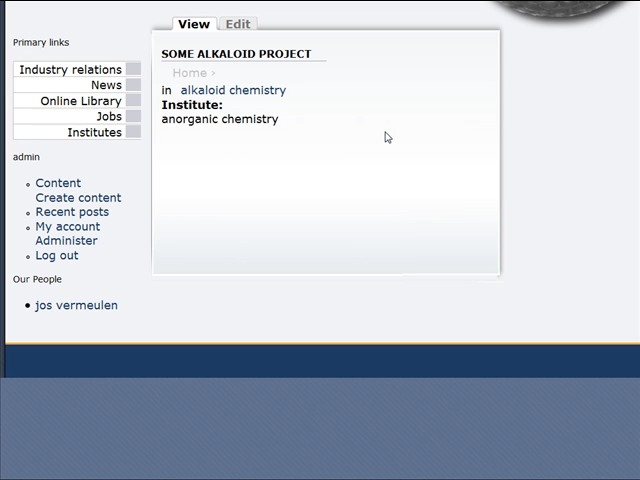 View Edit
Primary links
Industry relations
News
Online Library
Jobs
Institutes
admin
Content
Create content
Recent posts
My account
Administer
Log out
Our People
jos vermeulen
SOME ALKALOID PROJECT
Home ›
in alkaloid chemistry
Institute:
anorganic chemistry